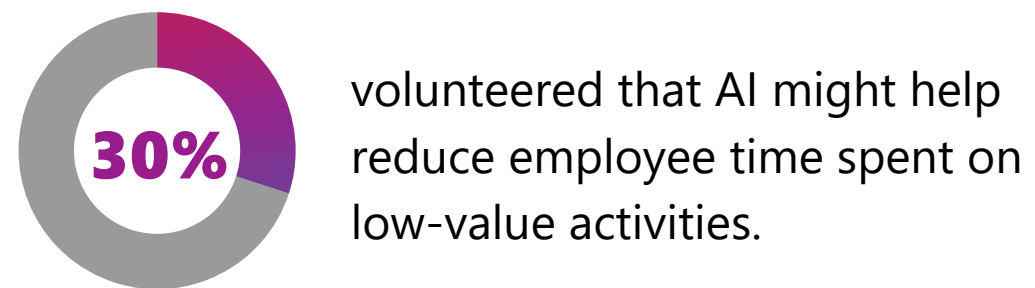 30%
volunteered that AI might help
reduce employee time spent on
low-value activities.